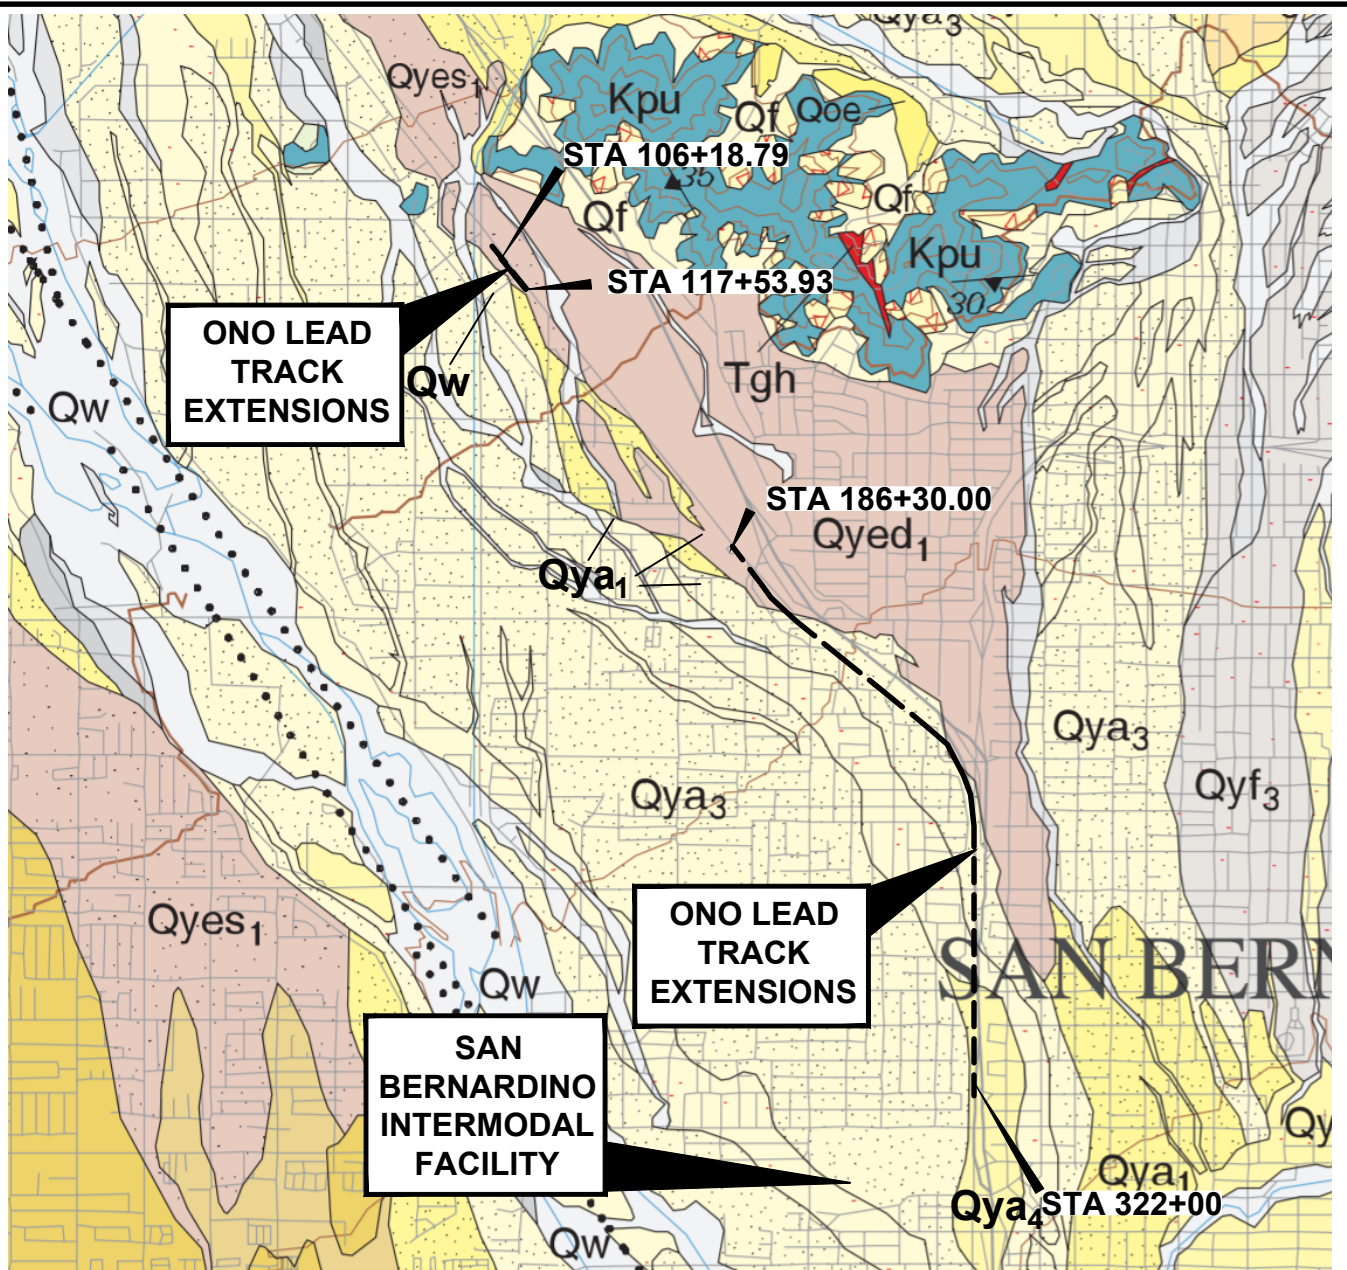 Qya3
Qyes1
Kpu
Qf
Qoe
STA 106+18.79
35
Qf
Qf
Kpu
STA 117+53.93
30
ONO LEAD
TRACK
EXTENSIONS
Qw
Qw
Tgh
STA 186+30.00
Qyed1
Qya1
Qya3
Qya3
Qyf3
ONO LEAD
TRACK
EXTENSIONS
Qyes1
SAN BERN
Qw
SAN
BERNARDINO
INTERMODAL
FACILITY
Qy
Qya1
Qya4
STA 322+00
Qw